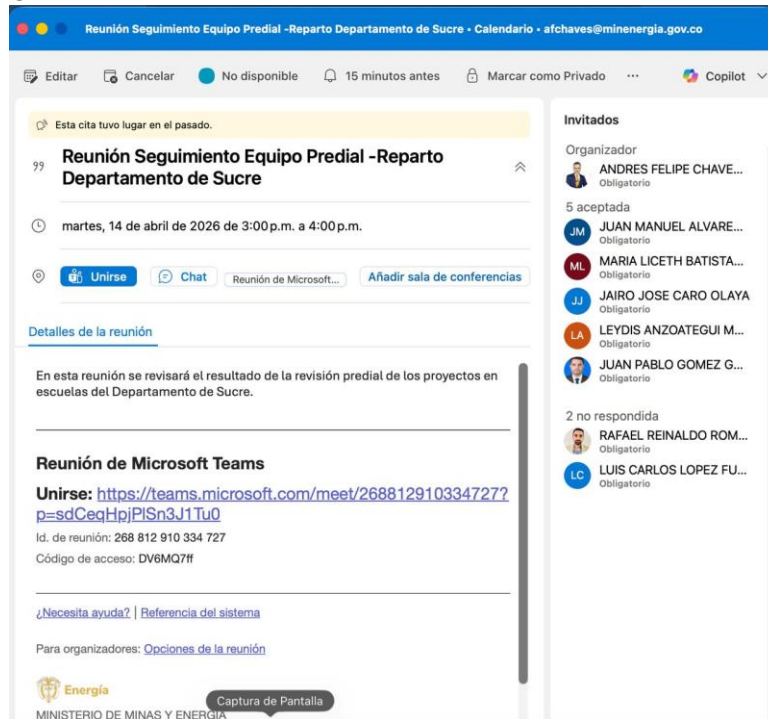 Reunión Seguimiento Equipo Predial -Reparto Departamento de Sucre • Calendario • afchaves@minenergia.gov.co
Editar Cancelar No disponible 15 minutos antes Marcar como Privado ... Copilot
Esta cita tuvo lugar en el pasado.
Reunión Seguimiento Equipo Predial -Reparto
Departamento de Sucre
martes, 14 de abril de 2026 de 3:00 p.m. a 4:00 p.m.
Unirse Chat Reunión de Microsoft... Añadir sala de conferencias
Detalles de la reunión
En esta reunión se revisará el resultado de la revisión predial de los proyectos en
escuelas del Departamento de Sucre.
Reunión de Microsoft Teams
Unirse: https://teams.microsoft.com/meet/268812910334727?
p=sdCeqHpjPlSn3J1Tu0
Id. de reunión: 268 812 910 334 727
Código de acceso: DV6MQ7ff
¿Necesita ayuda? | Referencia del sistema
Para organizadores: Opciones de la reunión
Energía
MINISTERIO DE MINAS Y ENERGÍA
Captura de Pantalla
Invitados
Organizador
ANDRES FELIPE CHAVE...
Obligatorio
5 aceptada
JM JUAN MANUEL ALVARE...
Obligatorio
ML MARIA LICETH BATISTA...
Obligatorio
JJ JAIRO JOSE CARO OLAYA
Obligatorio
LA LEYDIS ANZOATEGUI M...
Obligatorio
JUAN PABLO GOMEZ G...
Obligatorio
2 no respondida
RAFAEL REINALDO ROM...
Obligatorio
LC LUIS CARLOS LOPEZ FU...
Obligatorio